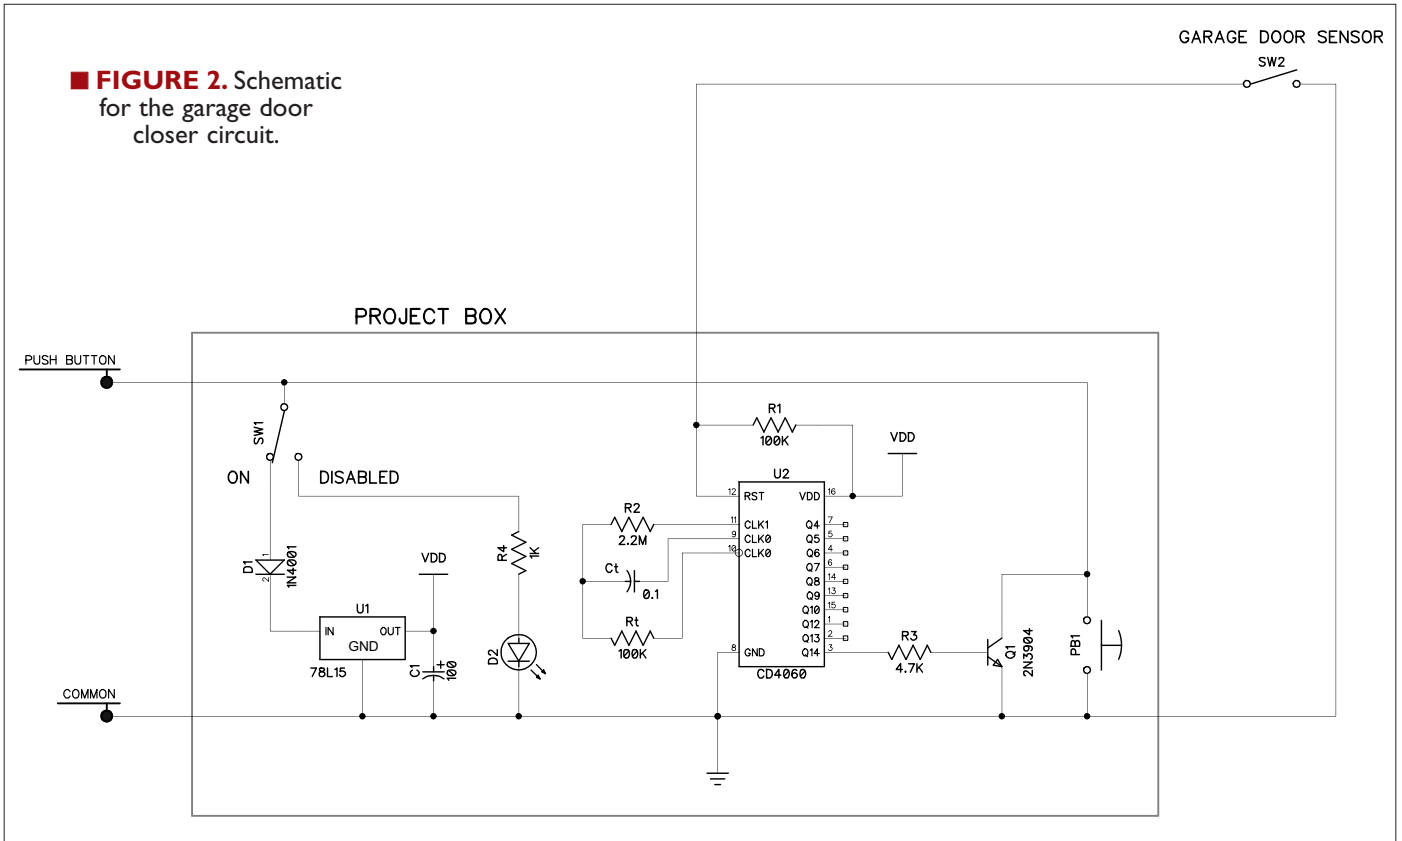 GARAGE DOOR SENSOR
SW2
■ FIGURE 2. Schematic
for the garage door
closer circuit.
PROJECT BOX
PUSH BUTTON
SW1
ON
DISABLED
D1
1
2
1N4001
VDD
U1
IN
OUT
GND
78L15
C1
+
100
R4
1K
D2
COMMON
R1
100K
VDD
U2
12 RST
VDD 16
11 CLK1
9 CLK0
10 CLK0
8 GND
Q4 7
Q5 5
Q6 4
Q7 6
Q8 14
Q9 13
Q10 15
Q12 1
Q13 2
Q14 3
CD4060
R2
2.2M
Ct
0.1
Rt
100K
R3
4.7K
Q1
2N3904
PB1